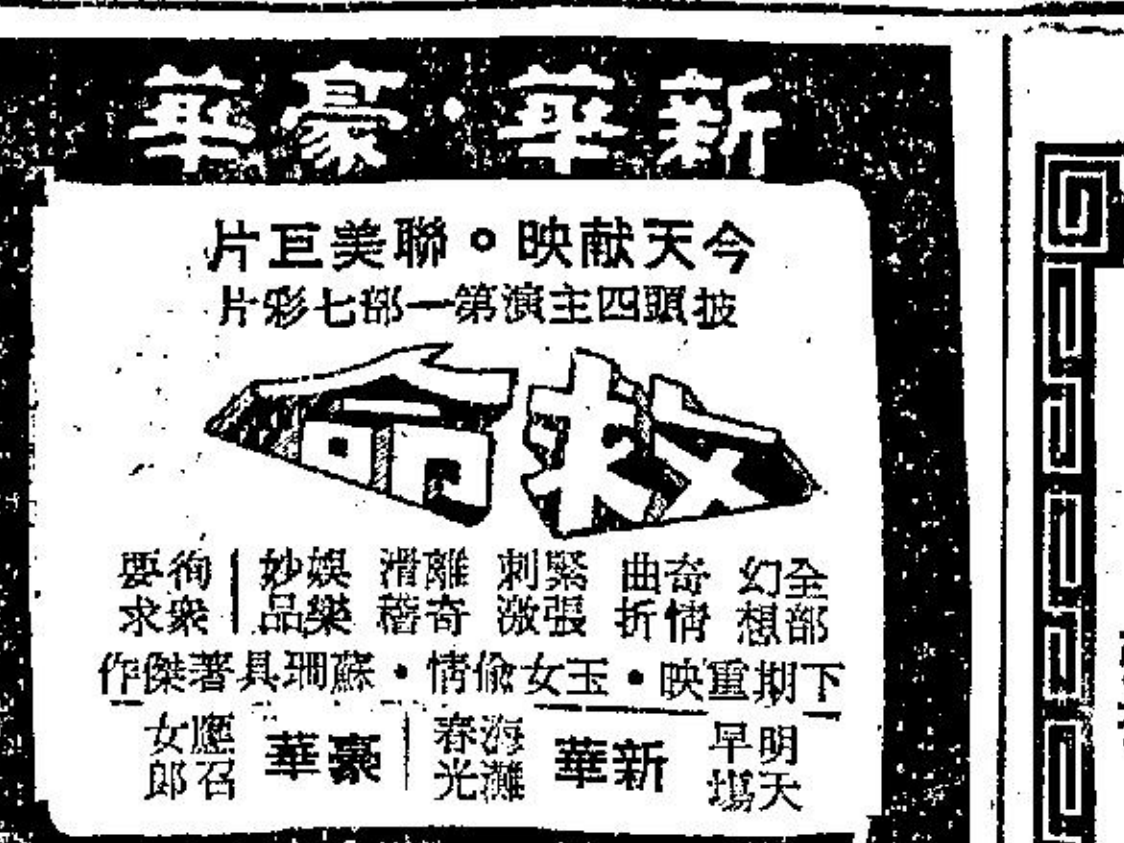 新華・豪華
今天献映。聯美巨片
披頭四主演第一部七彩片
救命
全部幻想 奇情曲折 緊張刺激 離奇滑稽 娛樂妙品 | 徇衆要求
下期重映・玉女偷情・蘇珊具著傑作
明天早塲 新華 海灘春光 | 豪華 應召女郎